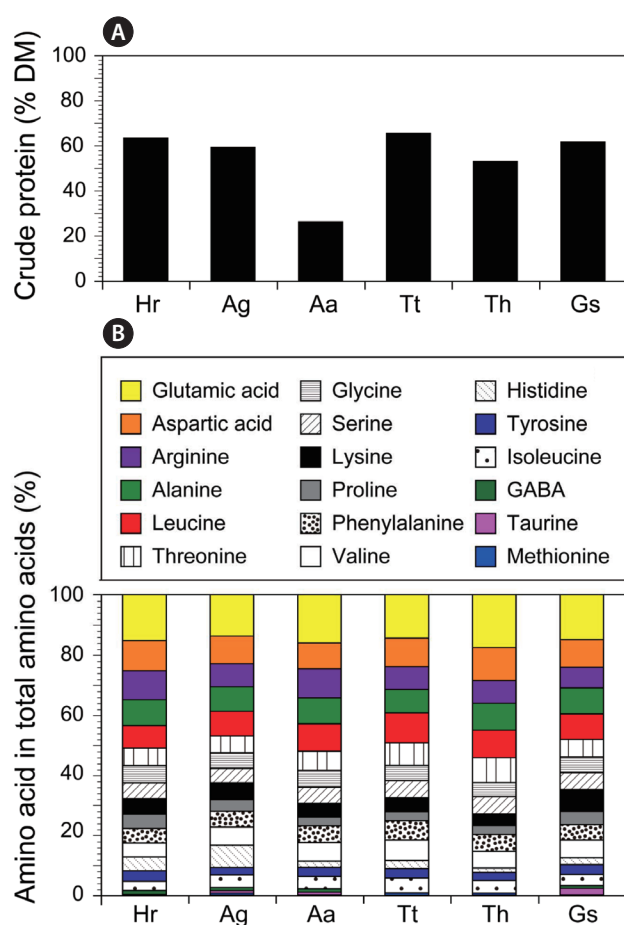 A
Crude protein (% DM)
100
80
60
40
20
0
Hr Ag Aa Tt Th Gs
B
Glutamic acid Glycine Histidine
Aspartic acid Serine Tyrosine
Arginine Lysine Isoleucine
Alanine Proline GABA
Leucine Phenylalanine Taurine
Threonine Valine Methionine
Amino acid in total amino acids (%)
100
80
60
40
20
0
Hr Ag Aa Tt Th Gs